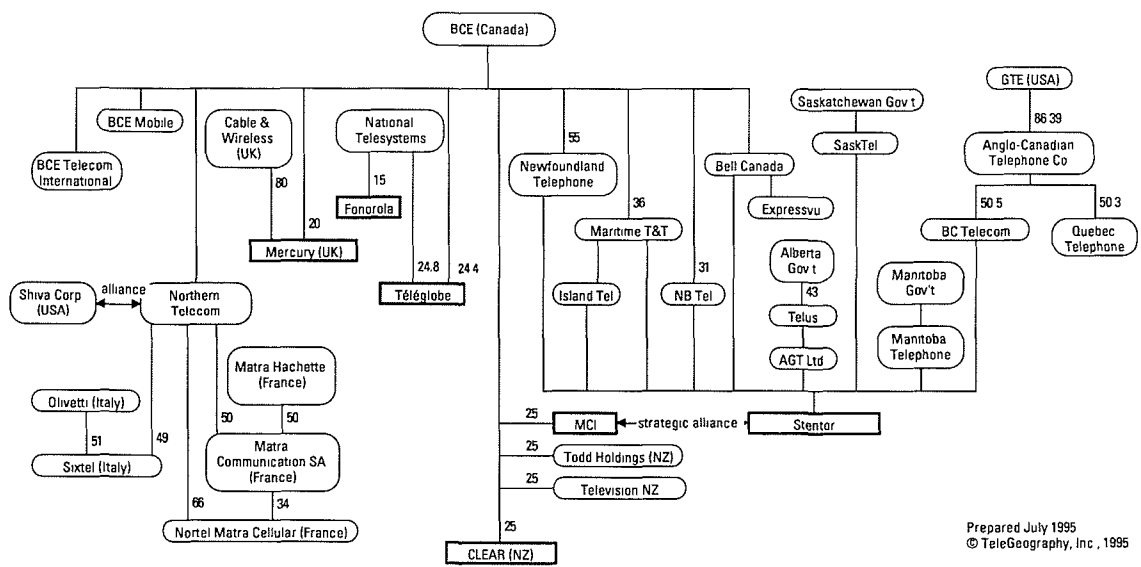 BCE (Canada)
GTE (USA)
Saskatchewan Gov t
86 39
BCE Mobile
Cable &
Wireless
(UK)
National
Telesystems
55
SaskTel
Anglo-Canadian
Telephone Co
BCE Telecom
International
Newfoundland
Telephone
Bell Canada
80
15
Fonorola
36
Expressvu
50 5
50 3
20
Maritime T&T
BC Telecom
Quebec
Telephone
Mercury (UK)
24.8
24 4
31
Alberta
Gov t
Manitoba
Gov't
Shiva Corp
(USA)
alliance
Northern
Telecom
Téléglobe
Island Tel
NB Tel
43
Telus
Manitoba
Telephone
Matra Hachette
(France)
AGT Ltd
Olivetti (Italy)
50
50
25
MCI
strategic alliance
Stentor
51
49
Matra
Communication SA
(France)
25
Todd Holdings (NZ)
Sixtel (Italy)
25
Television NZ
66
34
25
Nortel Matra Cellular (France)
CLEAR (NZ)
Prepared July 1995
© TeleGeography, Inc , 1995